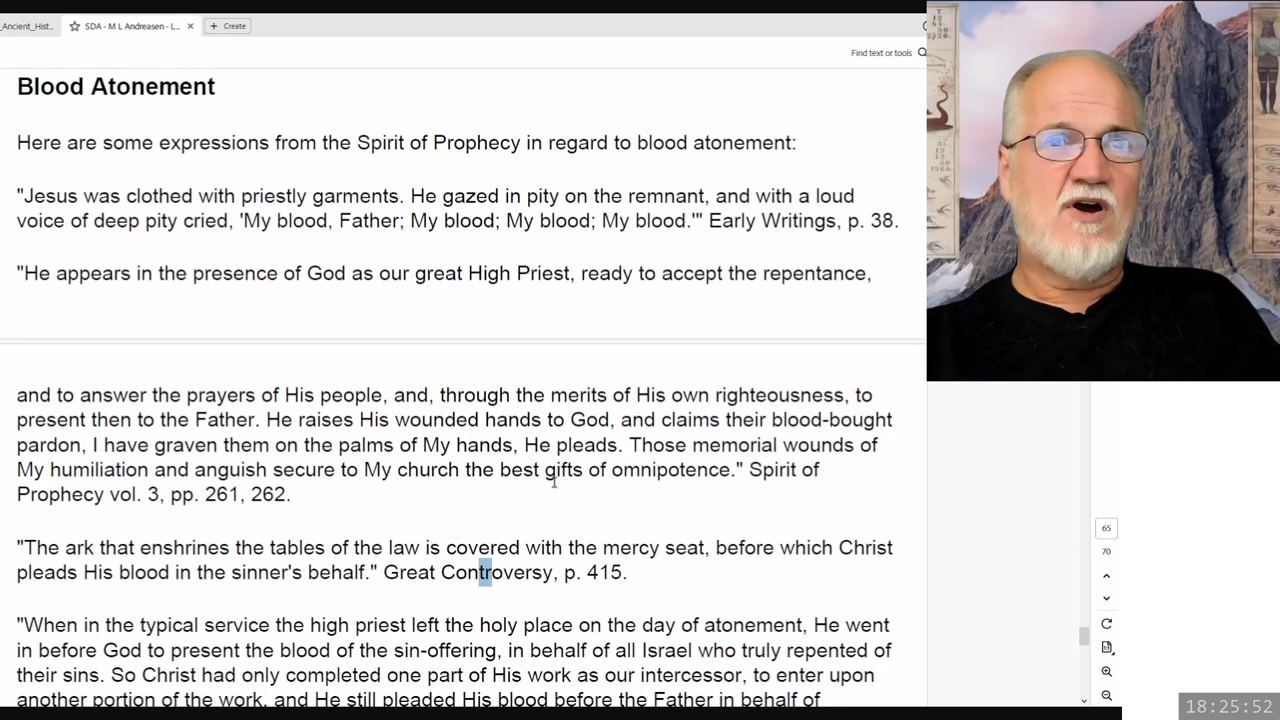 _Ancient_Hist...
SDA - M L Andreasen - L...
Create
Find text or tools
Blood Atonement
Here are some expressions from the Spirit of Prophecy in regard to blood atonement:
"Jesus was clothed with priestly garments. He gazed in pity on the remnant, and with a loud
voice of deep pity cried, 'My blood, Father; My blood; My blood; My blood.'" Early Writings, p. 38.
"He appears in the presence of God as our great High Priest, ready to accept the repentance,
and to answer the prayers of His people, and, through the merits of His own righteousness, to
present then to the Father. He raises His wounded hands to God, and claims their blood-bought
pardon, I have graven them on the palms of My hands, He pleads. Those memorial wounds of
My humiliation and anguish secure to My church the best gifts of omnipotence." Spirit of
Prophecy vol. 3, pp. 261, 262.
"The ark that enshrines the tables of the law is covered with the mercy seat, before which Christ
pleads His blood in the sinner's behalf." Great Controversy, p. 415.
"When in the typical service the high priest left the holy place on the day of atonement, He went
in before God to present the blood of the sin-offering, in behalf of all Israel who truly repented of
their sins. So Christ had only completed one part of His work as our intercessor, to enter upon
another portion of the work, and He still pleaded His blood before the Father in behalf of
65
70
18:25:52